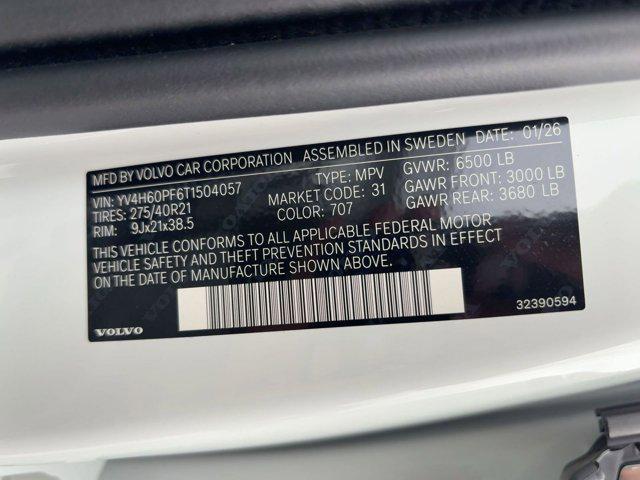 MFD BY VOLVO CAR CORPORATION ASSEMBLED IN SWEDEN DATE: 01/26
VIN: YV4H60PF6T1504057 TYPE: MPV GVWR: 6500 LB
TIRES: 275/40R21 MARKET CODE: 31 GAWR FRONT: 3000 LB
RIM: 9Jx21x38.5 COLOR: 707 GAWR REAR: 3680 LB
THIS VEHICLE CONFORMS TO ALL APPLICABLE FEDERAL MOTOR
VEHICLE SAFETY AND THEFT PREVENTION STANDARDS IN EFFECT
ON THE DATE OF MANUFACTURE SHOWN ABOVE.
VOLVO 32390594